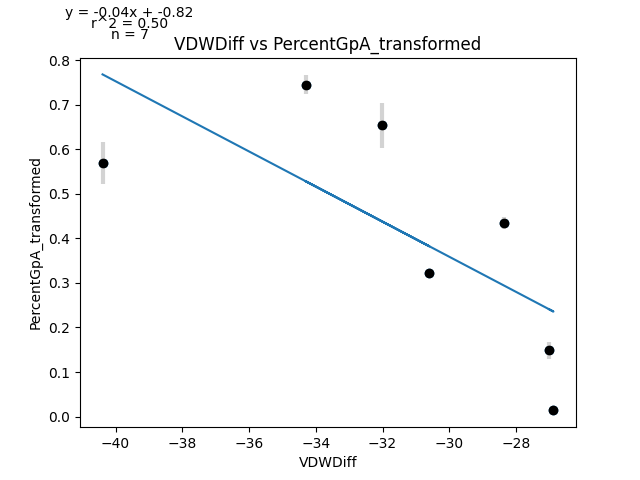 y = -0.04x + -0.82
r^2 = 0.50
n = 7
VDWDiff vs PercentGpA_transformed
0.8
0.7
0.6
0.5
0.4
0.3
0.2
0.1
0.0
PercentGpA_transformed
−40
−38
−36
−34
−32
−30
−28
VDWDiff